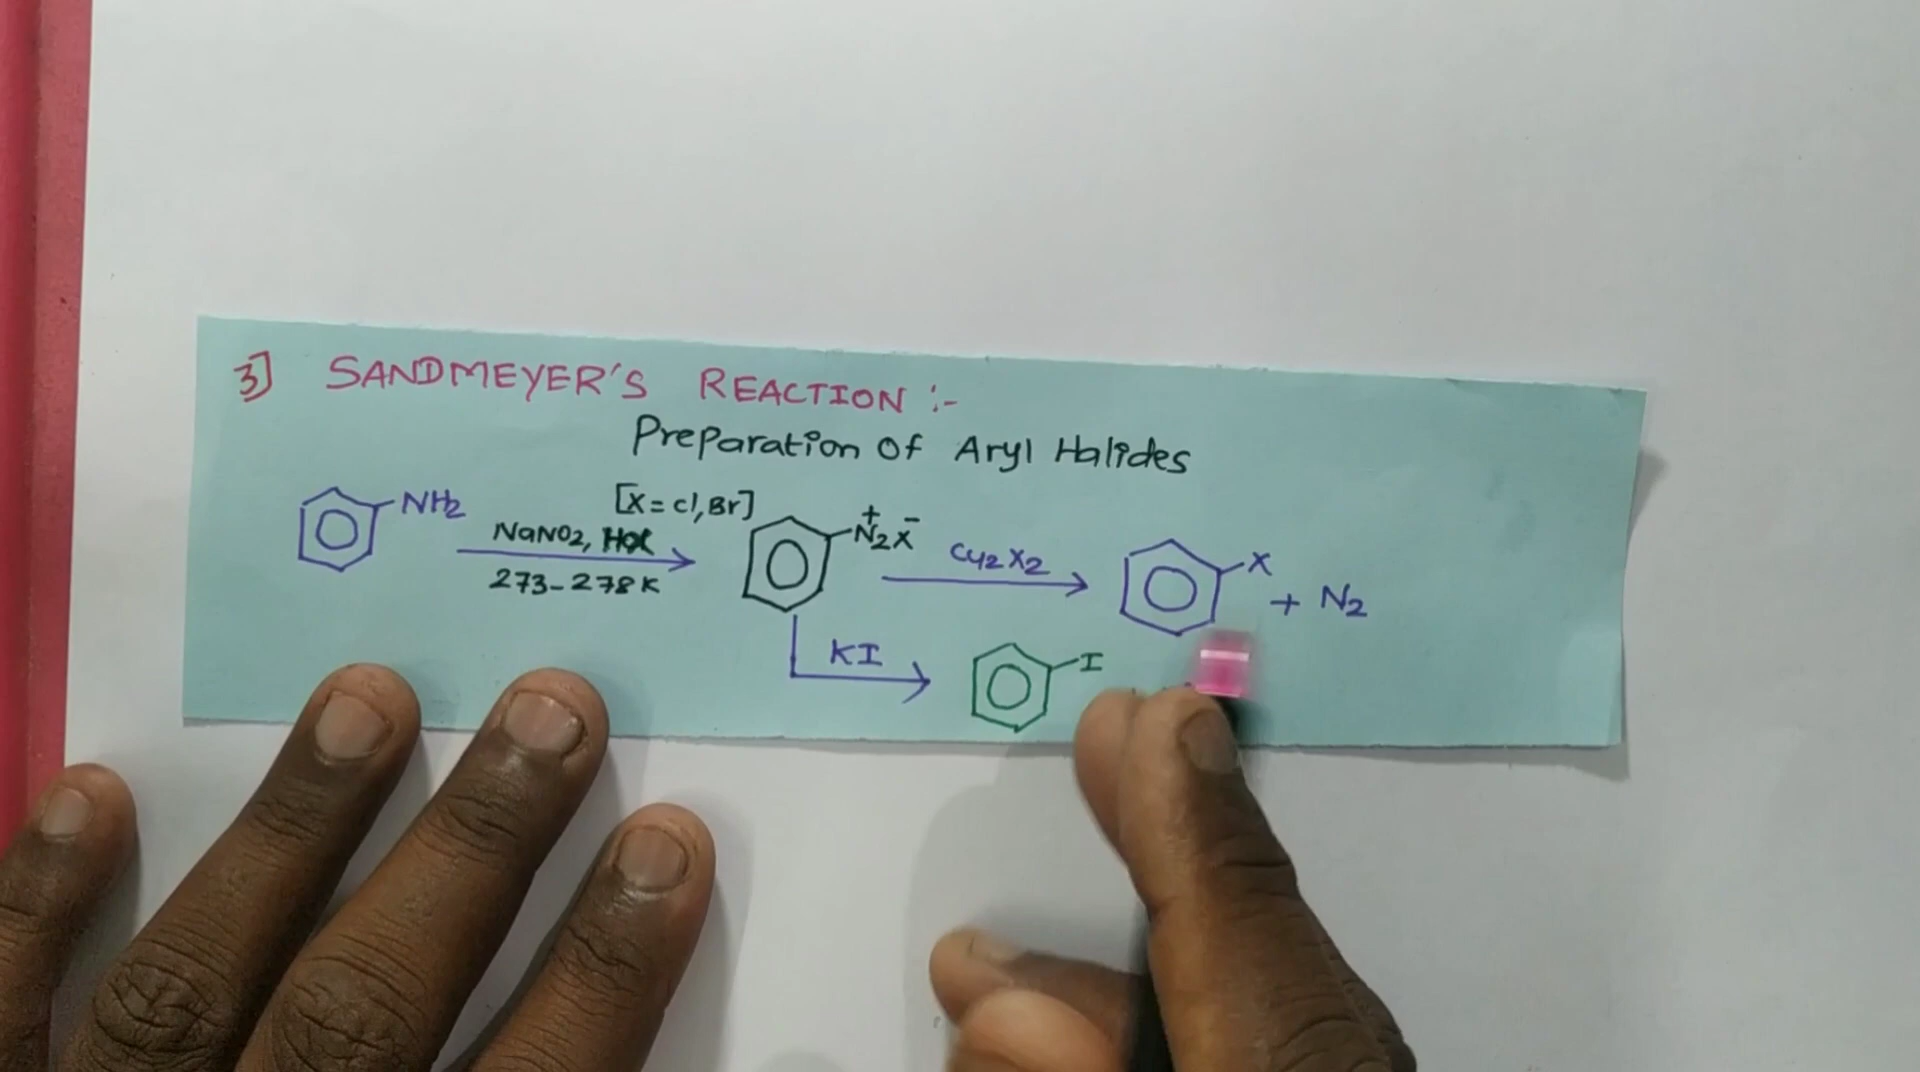 3] SANDMEYER'S REACTION :-
Preparation of Aryl Halides
[X = Cl, Br]
NH2
NaNO2, HX
273-278K
N2+X-
Cu2X2
X
+ N2
KI
I